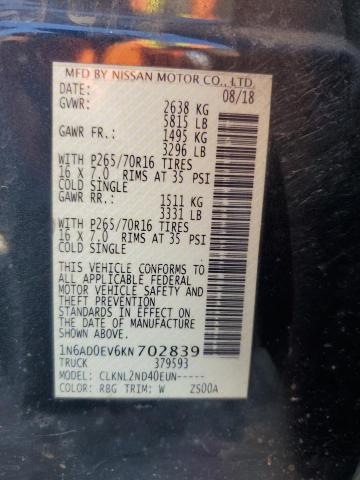 MFD BY NISSAN MOTOR CO., LTD.
DATE: 08/18
GVWR: 2638 KG
5815 LB
GAWR FR.: 1495 KG
3296 LB
WITH P265/70R16 TIRES
16 X 7.0 RIMS AT 35 PSI
COLD SINGLE
GAWR RR.: 1511 KG
3331 LB
WITH P265/70R16 TIRES
16 X 7.0 RIMS AT 35 PSI
COLD SINGLE
THIS VEHICLE CONFORMS TO
ALL APPLICABLE FEDERAL
MOTOR VEHICLE SAFETY
AND THEFT PREVENTION
STANDARDS IN EFFECT ON
THE DATE OF MANUFACTURE
SHOWN ABOVE.
1N6AD0EV6KN702839
TRUCK 379593
MODEL: CLKNL2ND40EUN-----
COLOR: RBG TRIM: W ZS00A